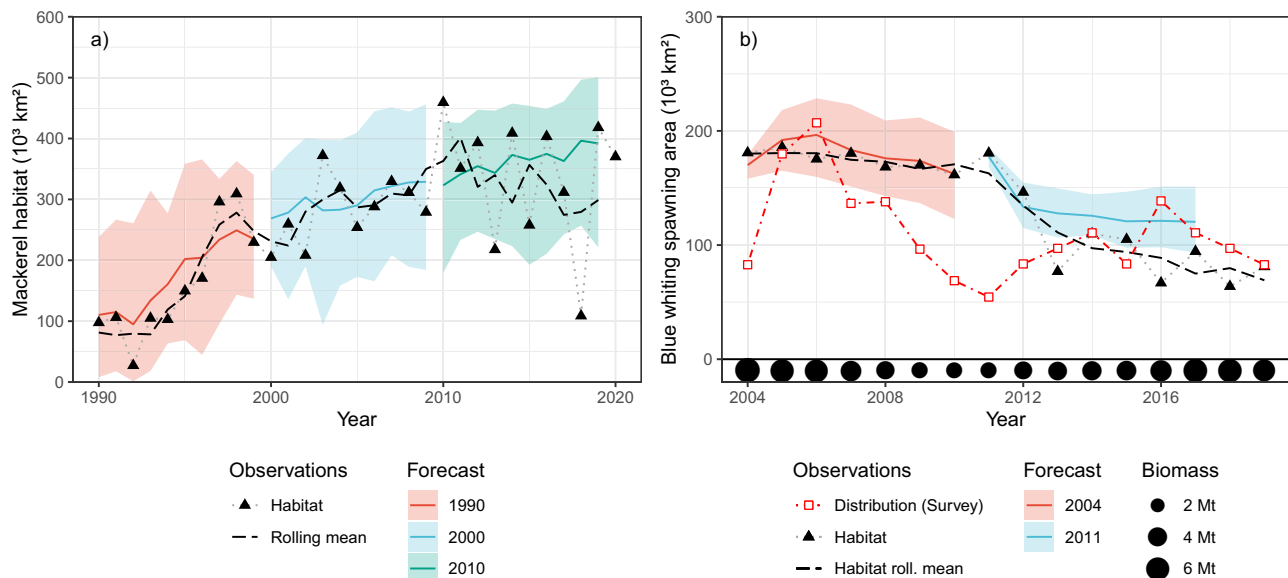 a)
Mackerel habitat (10³ km²)
600
500
400
300
200
100
0
1990
2000
2010
2020
Year
Observations
Habitat
Rolling mean
Forecast
1990
2000
2010
b)
Blue whiting spawning area (10³ km²)
300
200
100
0
2004
2008
2012
2016
Year
Observations
Distribution (Survey)
Habitat
Habitat roll. mean
Forecast
2004
2011
Biomass
2 Mt
4 Mt
6 Mt